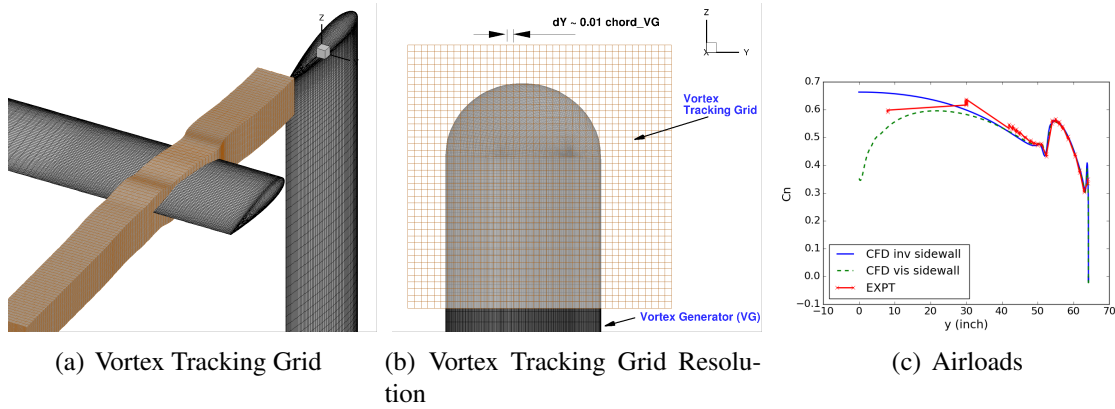 Z
dY ~ 0.01 chord_VG
Z
X
Y
Vortex
Tracking Grid
Vortex Generator (VG)
0.7
0.6
0.5
0.4
0.3
0.2
0.1
0.0
−0.1
Cn
CFD inv sidewall
CFD vis sidewall
EXPT
−10 0 10 20 30 40 50 60 70
y (inch)
(a) Vortex Tracking Grid
(b) Vortex Tracking Grid Resolu-
tion
(c) Airloads